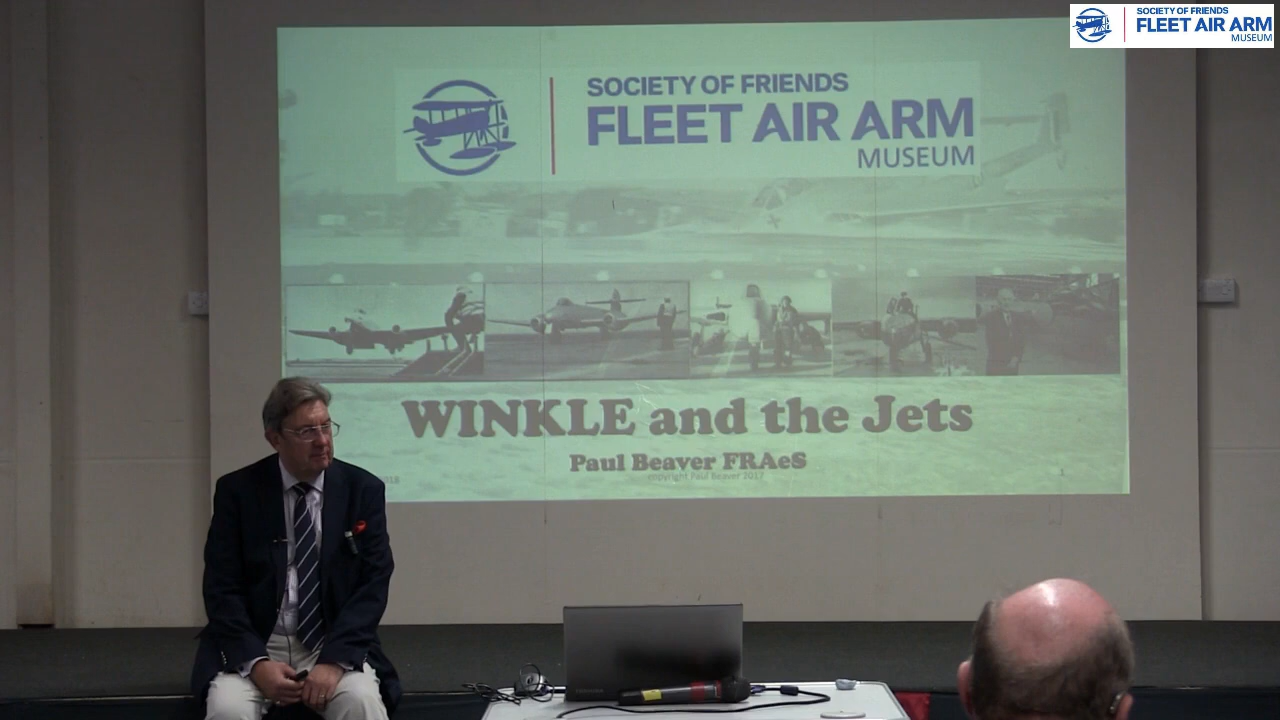 SOCIETY OF FRIENDS
FLEET AIR ARM
MUSEUM
SOCIETY OF FRIENDS
FLEET AIR ARM
MUSEUM
WINKLE and the Jets
Paul Beaver FRAeS
copyright Paul Beaver 2017